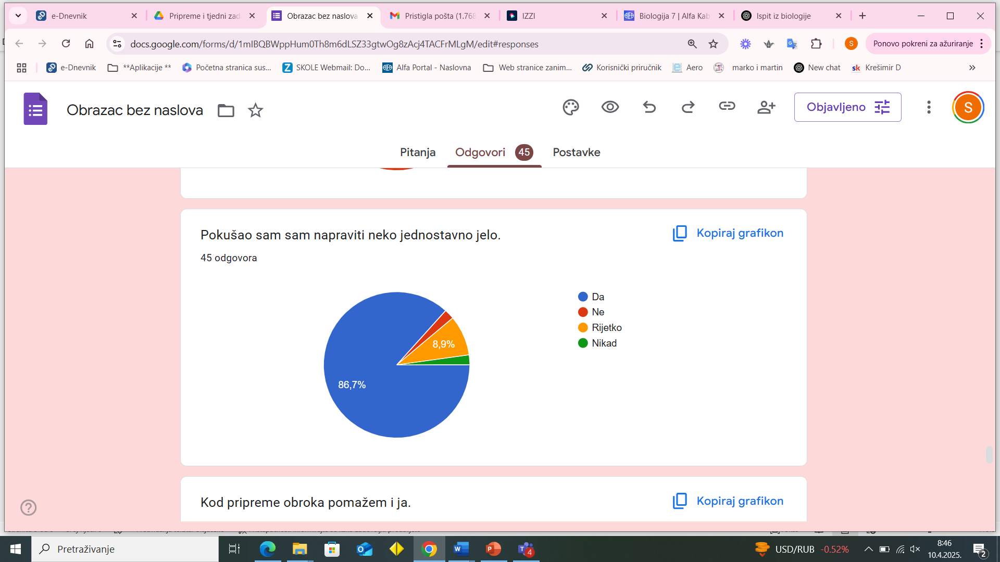 e-Dnevnik
Pripreme i tjedni zad
Obrazac bez naslova
Pristigla pošta (1.768
IZZI
Biologija 7 | Alfa Kab
Ispit iz biologije
docs.google.com/forms/d/1mIBQBWppHum0Th8m6dLSZ33gtwOg8zAcj4TACFrMLgM/edit#responses
S
Ponovo pokreni za ažuriranje
e-Dnevnik
**Aplikacije **
Početna stranica sus...
SKOLE Webmail: Do...
Alfa Portal - Naslovna
Web stranice zanim...
Korisnički priručnik
Aero
marko i martin
New chat
sk Krešimir D
Obrazac bez naslova
Objavljeno
S
Pitanja
Odgovori 45
Postavke
Pokušao sam sam napraviti neko jednostavno jelo.
Kopiraj grafikon
45 odgovora
Da
Ne
Rijetko
Nikad
8,9%
86,7%
Kod pripreme obroka pomažem i ja.
Kopiraj grafikon
Pretraživanje
4
USD/RUB -0.52%
8:46
10.4.2025.
2